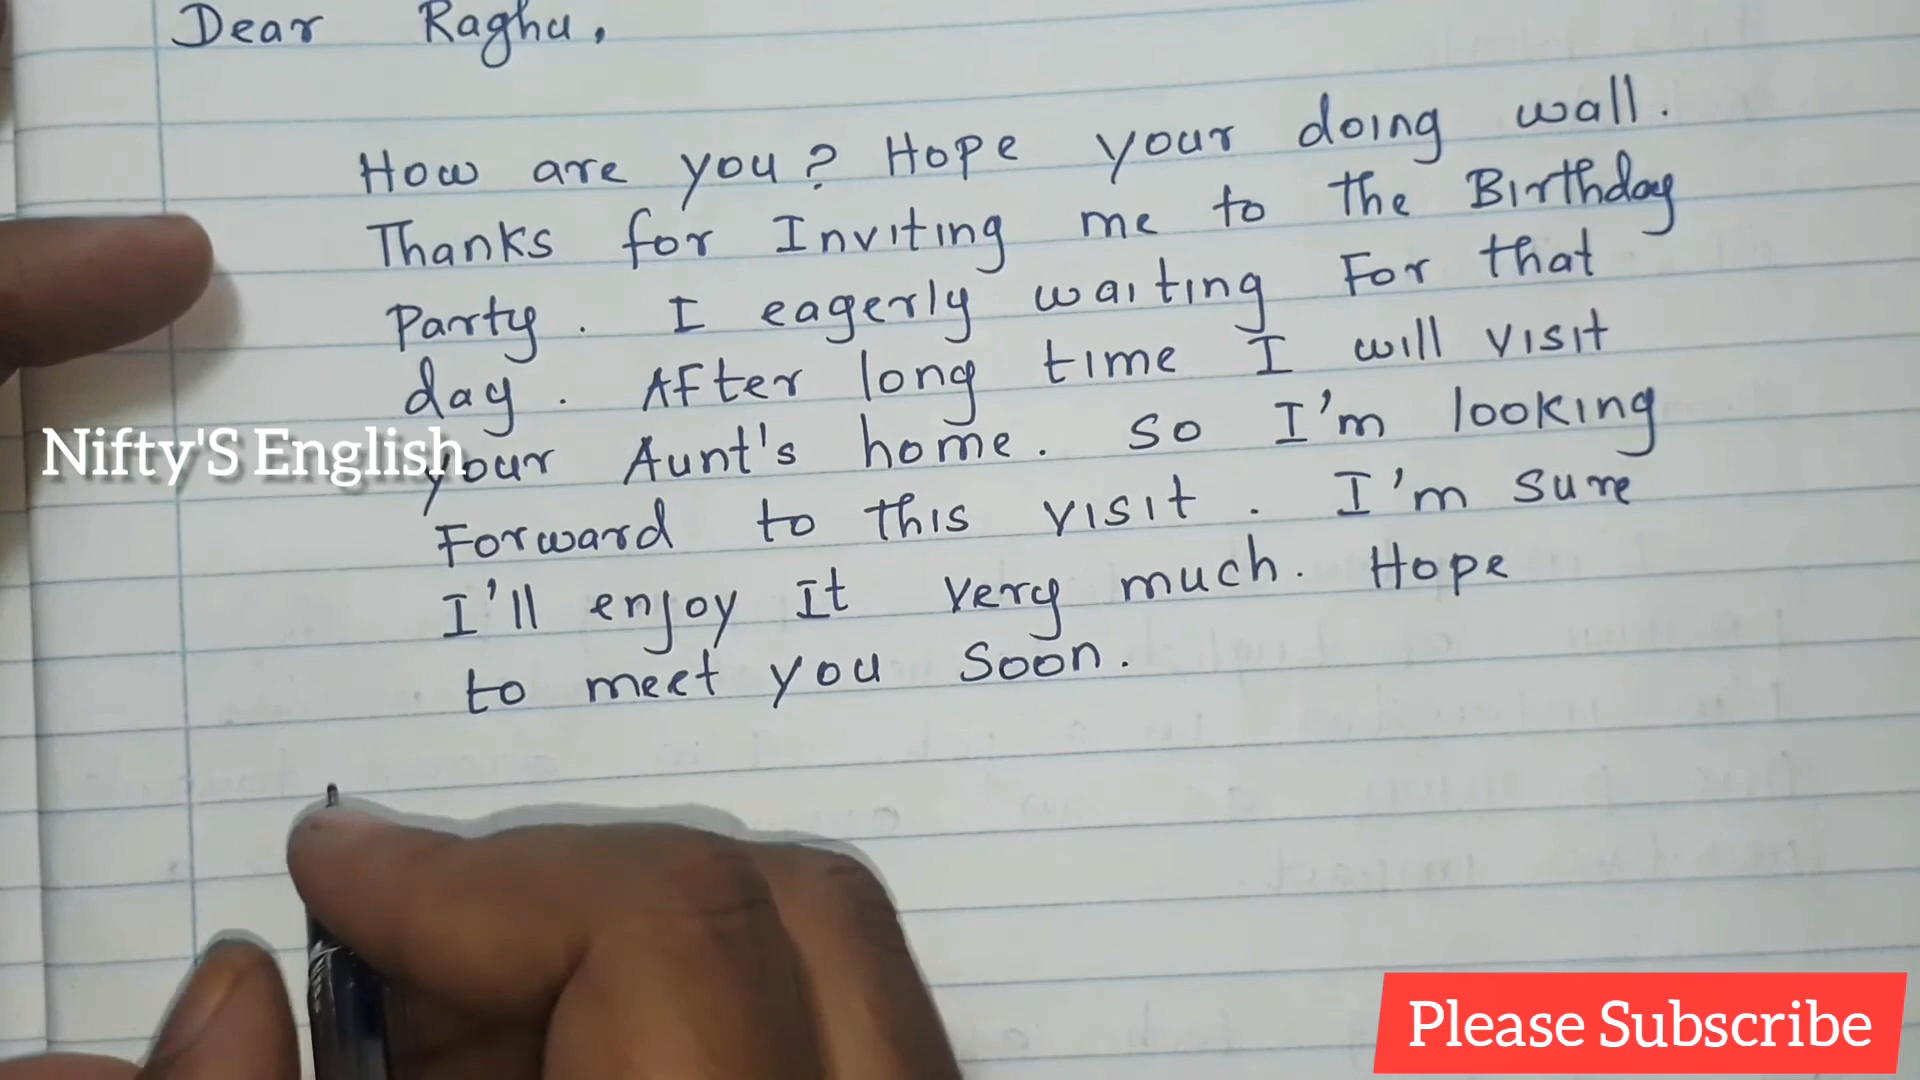 Dear Raghu,
How are you? Hope your doing wall.
Thanks for Inviting me to the Birthday
Party. I eagerly waiting For that
day. AFter long time I will visit
Nifty'S English
your Aunt's home. So I'm looking
Forward to this visit. I'm sure
I'll enjoy It very much. Hope
to meet you soon.
Please Subscribe